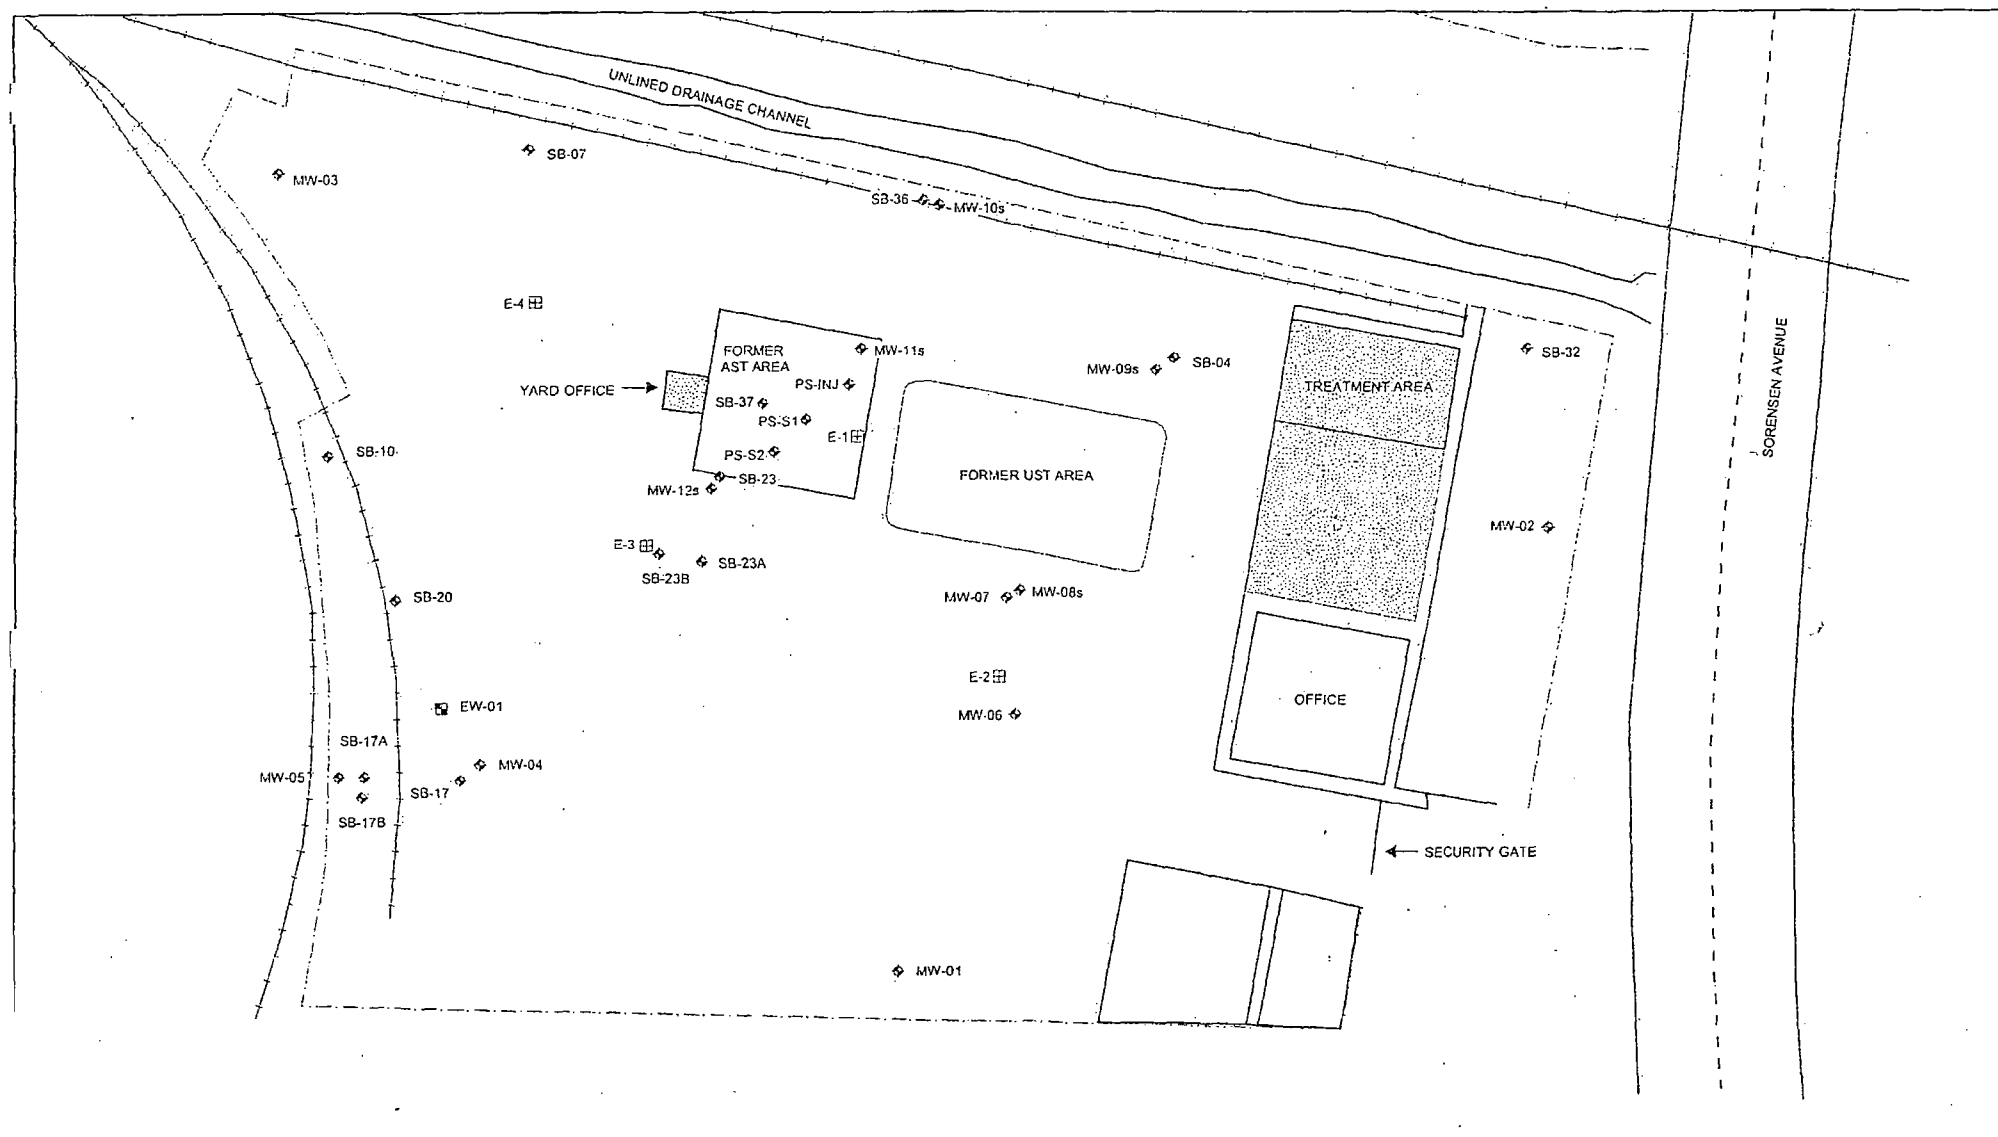 UNLINED DRAINAGE CHANNEL
SB-07
MW-03
SB-36
MW-10s
E-4
FORMER
AST AREA
MW-11s
MW-09s
SB-04
SB-32
YARD OFFICE
PS-INJ
TREATMENT AREA
SORENSEN AVENUE
SB-37
PS-S1
E-1
SB-10
PS-S2
SB-23
MW-12s
FORMER UST AREA
MW-02
E-3
SB-23A
SB-23B
SB-20
MW-07
MW-08s
E-2
OFFICE
EW-01
MW-06
SB-17A
MW-04
MW-05
SB-17
SB-17B
SECURITY GATE
MW-01